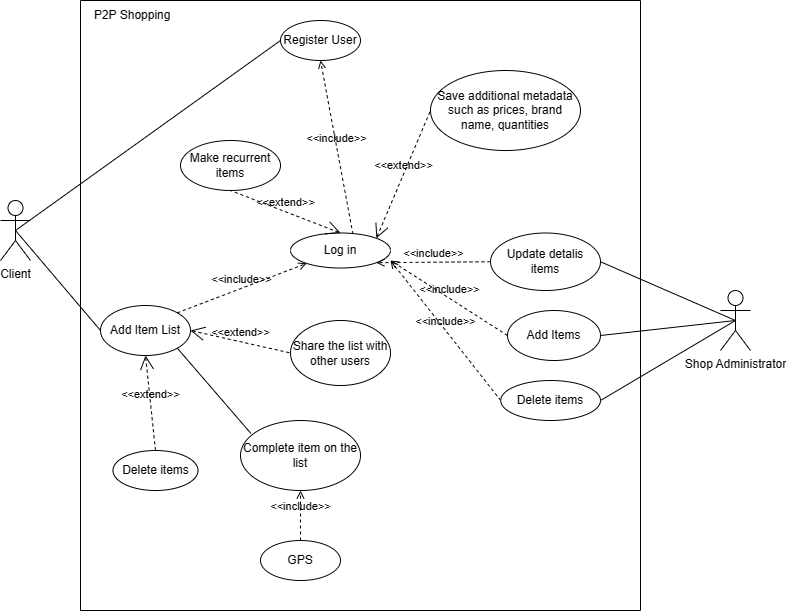 P2P Shopping
Register User
Save additional metadata
such as prices, brand
name, quantities
<<include>>
Make recurrent
items
<<extend>>
<<extend>>
Log in
<<include>>
Update detalis
items
Client
<<include>>
<<include>>
Add Item List
<<extend>>
Share the list with
other users
<<include>>
Add Items
Shop Administrator
<<extend>>
Delete items
Complete item on the
list
Delete items
<<include>>
GPS